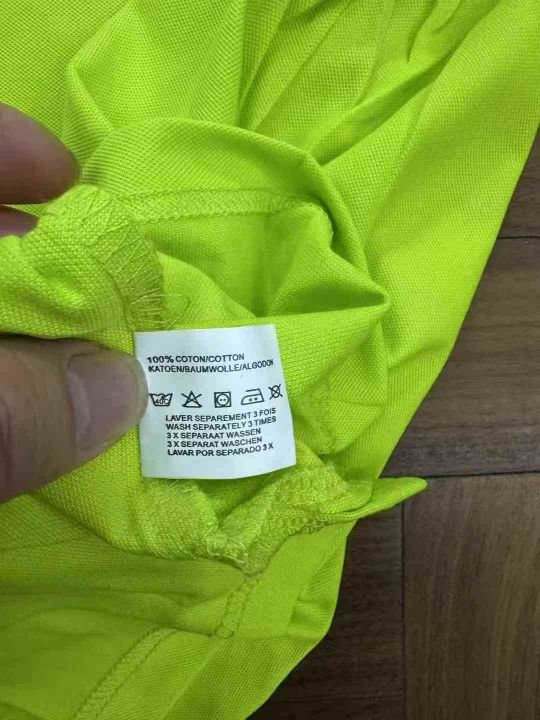 100% COTON/COTTON
KATOEN/BAUMWOLLE/ALGODON
40C
LAVER SEPAREMENT 3 FOIS
WASH SEPARATELY 3 TIMES
3 X SEPARAAT WASSEN
3 X SEPARAT WASCHEN
LAVAR POR SEPARADO 3 X